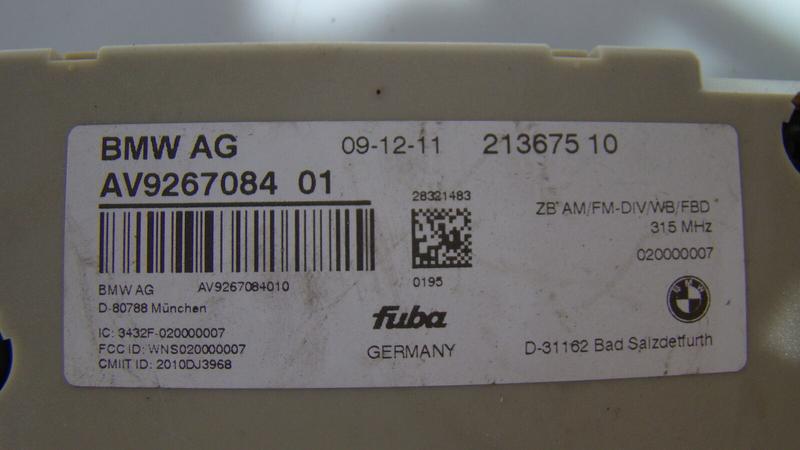 BMW AG 09-12-11 213675 10
AV9267084 01
28321483
ZB AM/FM-DIV/WB/FBD
315 MHz
020000007
BMW AG AV9267084010
0195
D-80788 München
fuba
IC: 3432F-020000007
FCC ID: WNS020000007
GERMANY
D-31162 Bad Salzdetfurth
CMIIT ID: 2010DJ3968
BMW